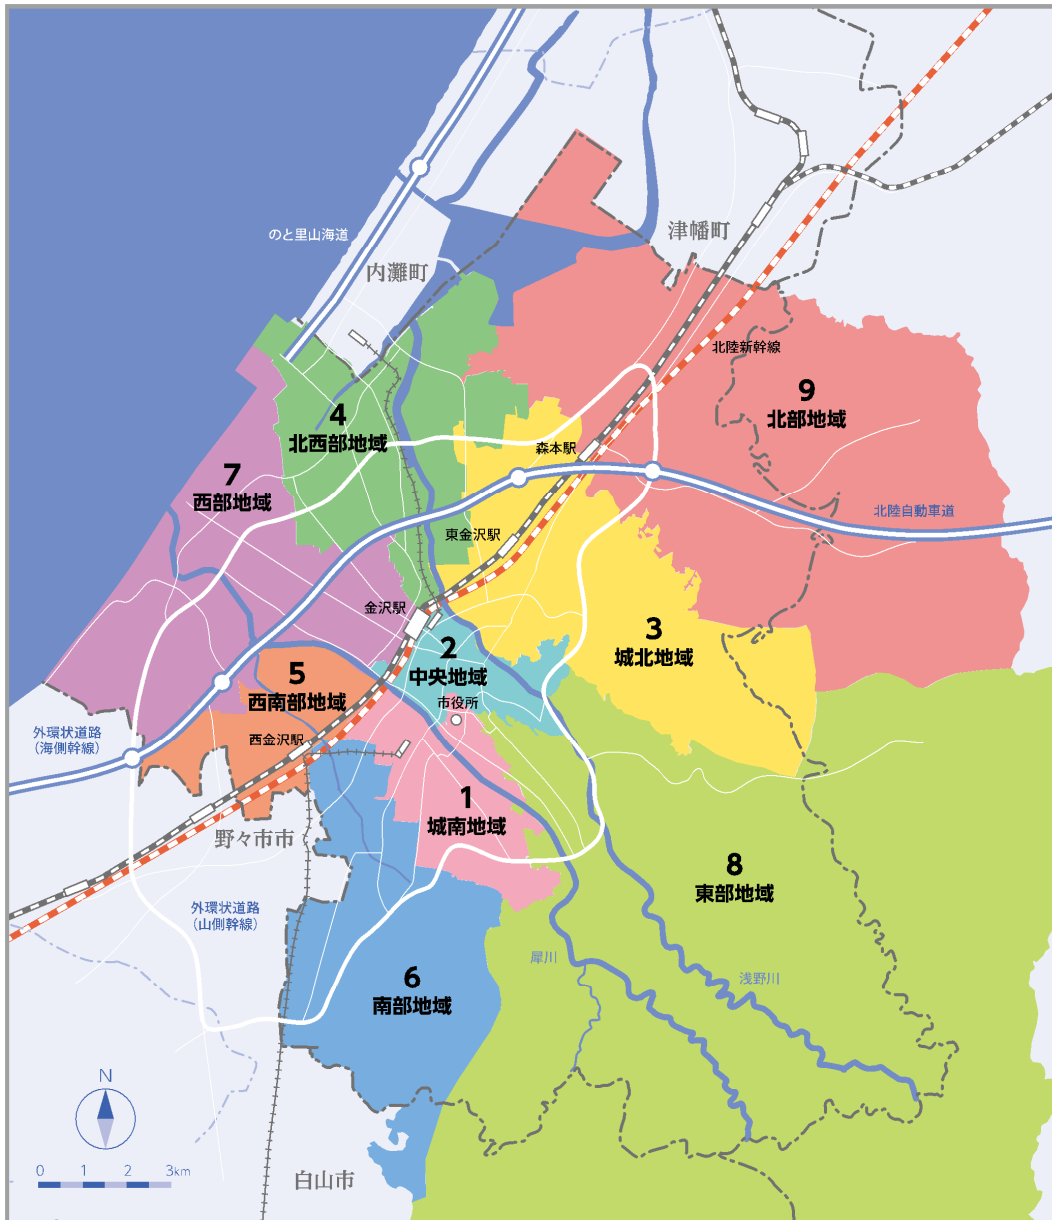 のと里山海道
内灘町
津幡町
北陸新幹線
9
北部地域
4
北西部地域
森本駅
7
西部地域
北陸自動車道
東金沢駅
金沢駅
3
城北地域
2
中央地域
市役所
5
西南部地域
西金沢駅
外環状道路
(海側幹線)
1
城南地域
野々市市
8
東部地域
外環状道路
(山側幹線)
犀川
浅野川
6
南部地域
N
0 1 2 3km
白山市